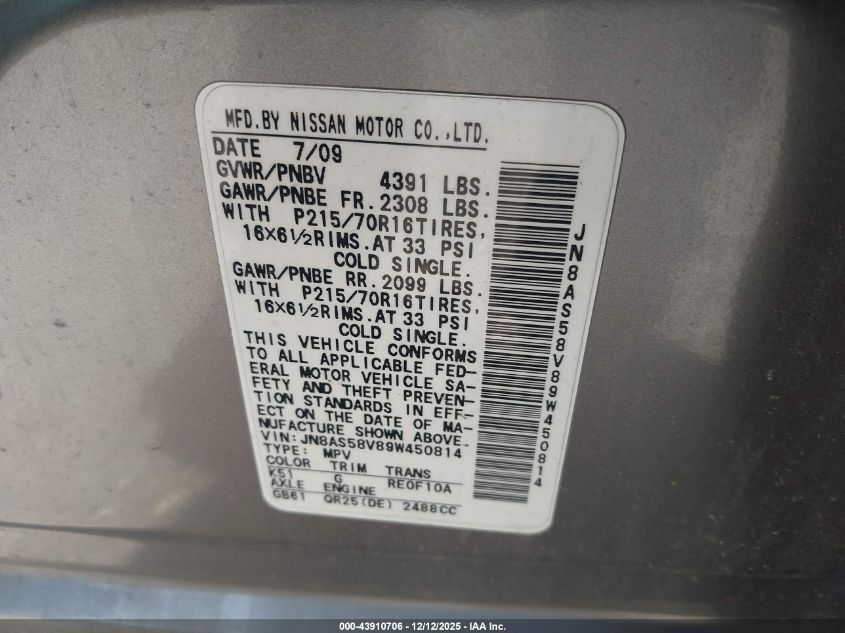 MFD.BY NISSAN MOTOR CO.,LTD.
DATE 7/09
GVWR/PNBV 4391 LBS.
GAWR/PNBE FR. 2308 LBS.
WITH P215/70R16TIRES,
16X6½RIMS.AT 33 PSI
COLD SINGLE.
GAWR/PNBE RR. 2099 LBS.
WITH P215/70R16TIRES,
16X6½RIMS.AT 33 PSI
COLD SINGLE.
THIS VEHICLE CONFORMS
TO ALL APPLICABLE FED-
ERAL MOTOR VEHICLE SA-
FETY AND THEFT PREVEN-
TION STANDARDS IN EFF-
ECT ON THE DATE OF MA-
NUFACTURE SHOWN ABOVE.
VIN: JN8AS58V89W450814
TYPE: MPV
COLOR TRIM TRANS
K51 G RE0F10A
AXLE ENGINE
GB61 QR25(DE) 2488CC
JN8AS58V89W450814
000-43910706 - 12/12/2025 - IAA Inc.